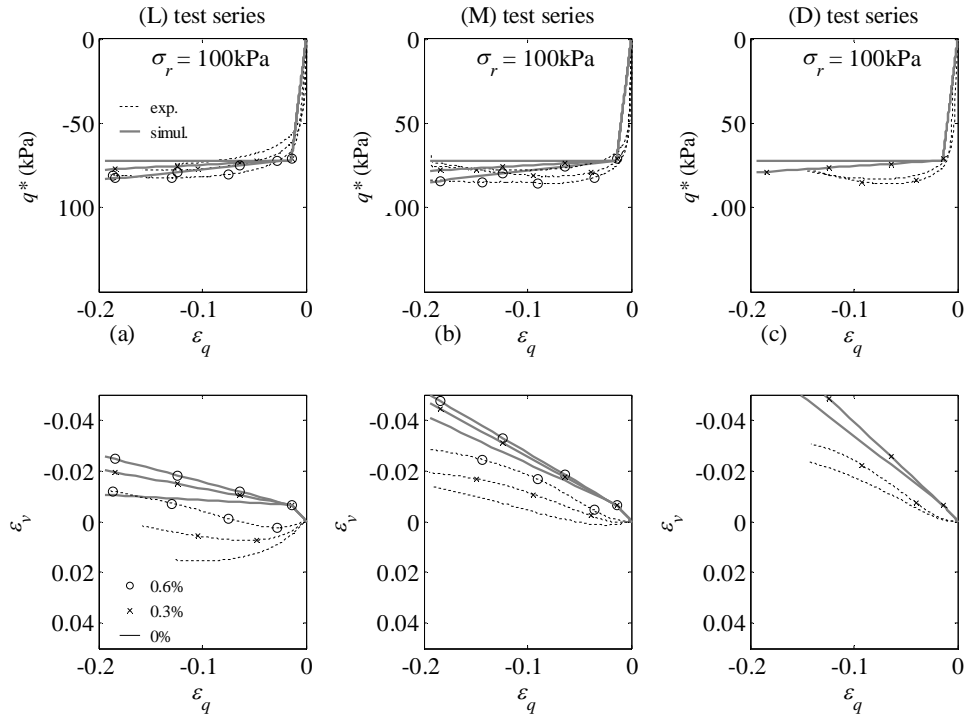 (L) test series (M) test series (D) test series
0 0 0
σr = 100kPa σr = 100kPa σr = 100kPa
exp.
simul.
-50 -50 -50
q* (kPa) q* (kPa) q* (kPa)
100 .00 .00
-0.2 -0.1 0 -0.2 -0.1 0 -0.2 -0.1 0
(a) εq (b) εq (c) εq
-0.04 -0.04 -0.04
-0.02 -0.02 -0.02
εv 0 εv 0 εv 0
0.02 0.02 0.02
0.6%
0.3%
0%
0.04 0.04 0.04
-0.2 -0.1 0 -0.2 -0.1 0 -0.2 -0.1 0
εq εq εq